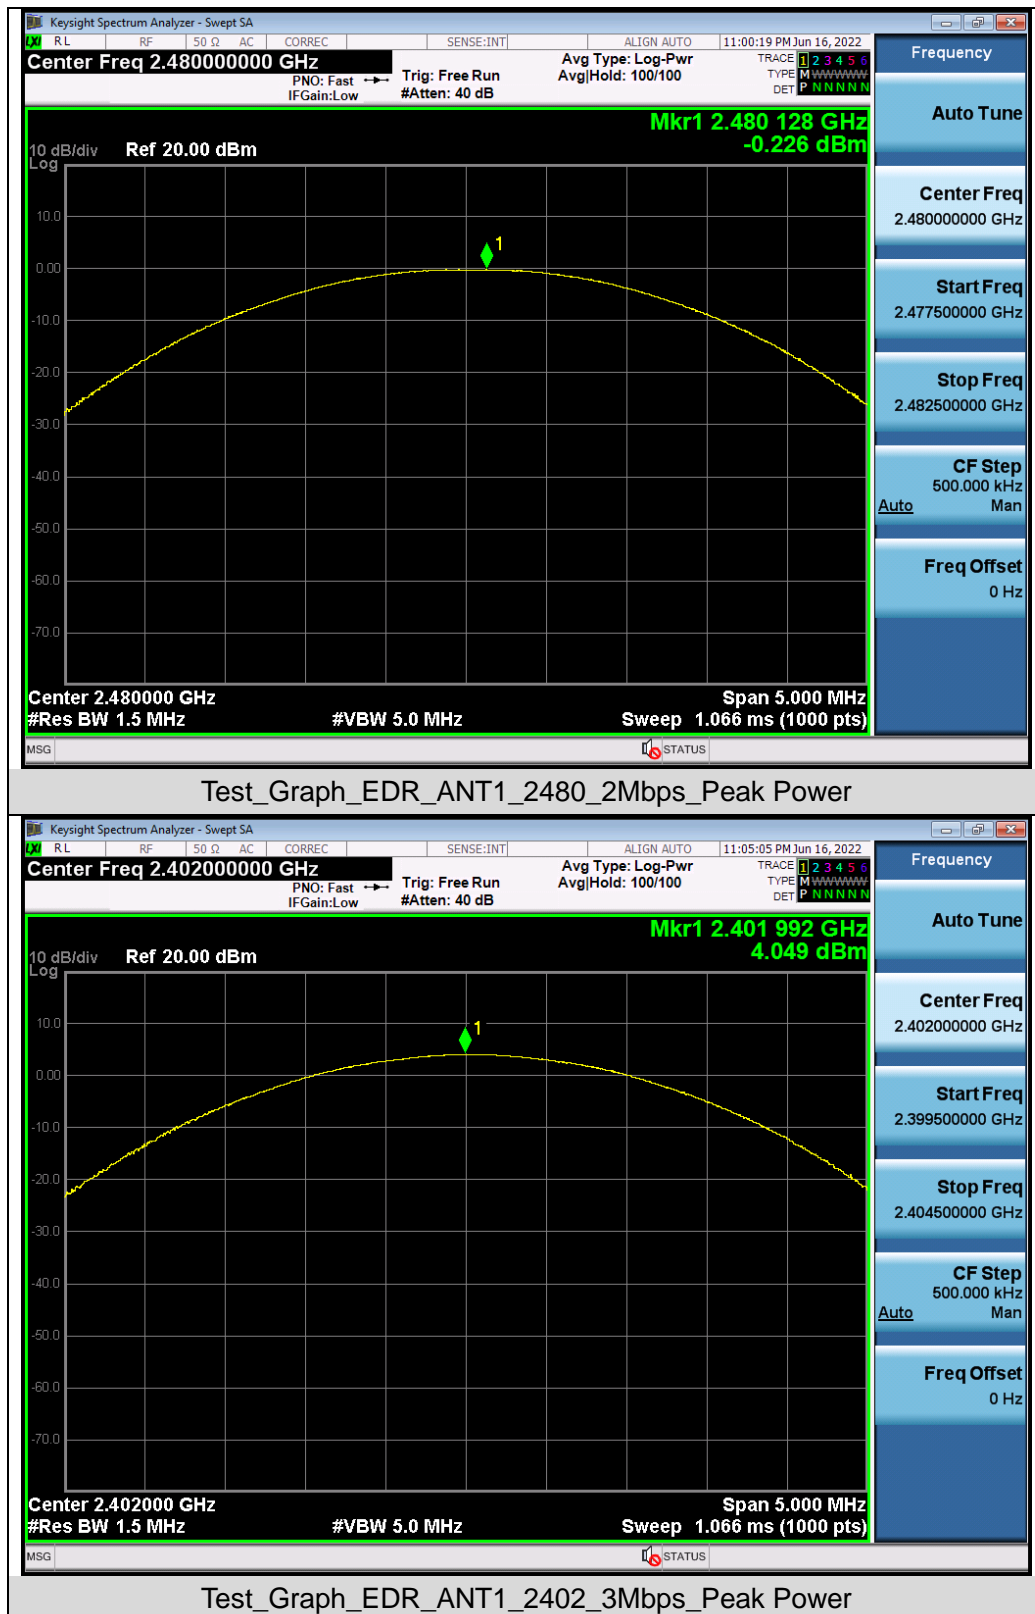 Keysight Spectrum Analyzer - Swept SA
LXI RL RF 50 Ω AC CORREC SENSE:INT ALIGN AUTO 11:00:19 PM Jun 16, 2022
Center Freq 2.480000000 GHz
PNO: Fast
IFGain:Low
Trig: Free Run
#Atten: 40 dB
Avg Type: Log-Pwr
Avg|Hold: 100/100
TRACE 1 2 3 4 5 6
TYPE M WWWWW
DET P N N N N N
Mkr1 2.480 128 GHz
-0.226 dBm
10 dB/div
Log
Ref 20.00 dBm
1
10.0
0.00
-10.0
-20.0
-30.0
-40.0
-50.0
-60.0
-70.0
Center 2.480000 GHz
Span 5.000 MHz
#Res BW 1.5 MHz
#VBW 5.0 MHz
Sweep 1.066 ms (1000 pts)
MSG
STATUS
Frequency
Auto Tune
Center Freq
2.480000000 GHz
Start Freq
2.477500000 GHz
Stop Freq
2.482500000 GHz
CF Step
500.000 kHz
Auto Man
Freq Offset
0 Hz
Test_Graph_EDR_ANT1_2480_2Mbps_Peak Power
Keysight Spectrum Analyzer - Swept SA
LXI RL RF 50 Ω AC CORREC SENSE:INT ALIGN AUTO 11:05:05 PM Jun 16, 2022
Center Freq 2.402000000 GHz
PNO: Fast
IFGain:Low
Trig: Free Run
#Atten: 40 dB
Avg Type: Log-Pwr
Avg|Hold: 100/100
TRACE 1 2 3 4 5 6
TYPE M WWWWW
DET P N N N N N
Mkr1 2.401 992 GHz
4.049 dBm
10 dB/div
Log
Ref 20.00 dBm
1
10.0
0.00
-10.0
-20.0
-30.0
-40.0
-50.0
-60.0
-70.0
Center 2.402000 GHz
Span 5.000 MHz
#Res BW 1.5 MHz
#VBW 5.0 MHz
Sweep 1.066 ms (1000 pts)
MSG
STATUS
Frequency
Auto Tune
Center Freq
2.402000000 GHz
Start Freq
2.399500000 GHz
Stop Freq
2.404500000 GHz
CF Step
500.000 kHz
Auto Man
Freq Offset
0 Hz
Test_Graph_EDR_ANT1_2402_3Mbps_Peak Power